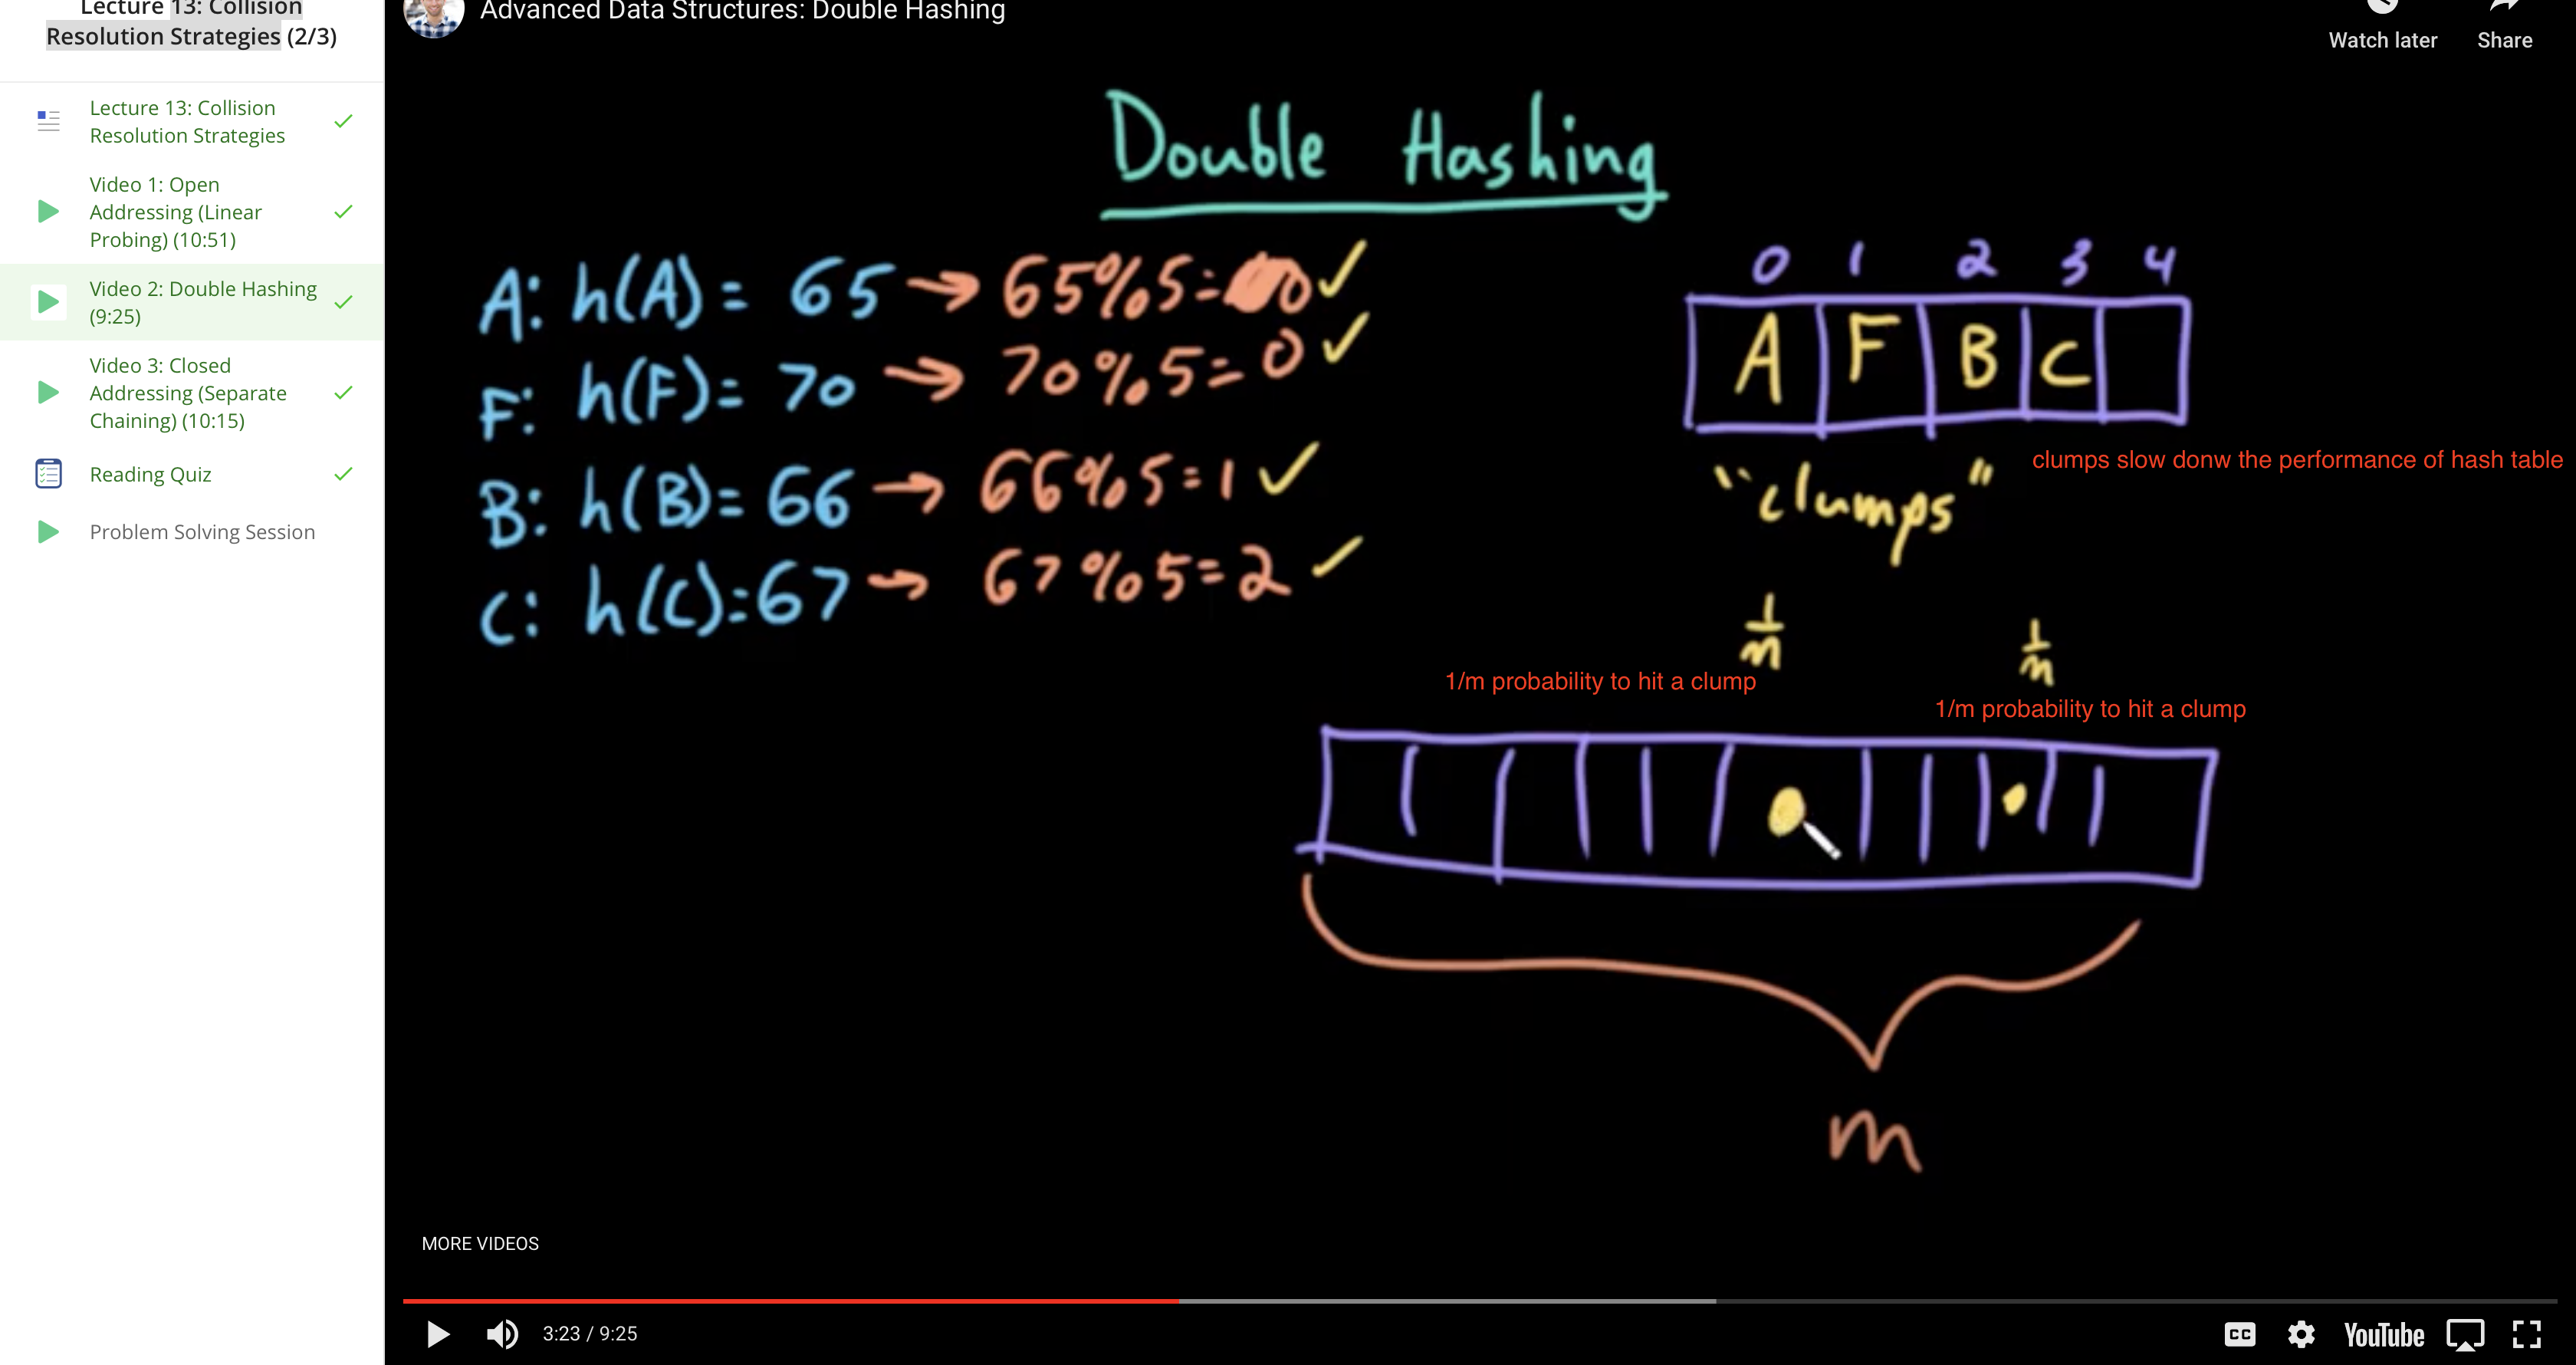 Lecture 13: Collision
Resolution Strategies (2/3)
Lecture 13: Collision
Resolution Strategies
Video 1: Open
Addressing (Linear
Probing) (10:51)
Video 2: Double Hashing
(9:25)
Video 3: Closed
Addressing (Separate
Chaining) (10:15)
Reading Quiz
Problem Solving Session
Advanced Data Structures: Double Hashing
Watch later
Share
Double Hashing
A: h(A) = 65 → 65%5= 0 ✓
F: h(F) = 70 → 70%5= 0 ✓
B: h(B) = 66 → 66%5=1 ✓
C: h(C)=67 → 67%5=2 ✓
0 1 2 3 4
A F B C
"clumps"
clumps slow donw the performance of hash table
1/m
1/m
1/m probability to hit a clump
1/m probability to hit a clump
m
MORE VIDEOS
3:23 / 9:25
CC
YouTube